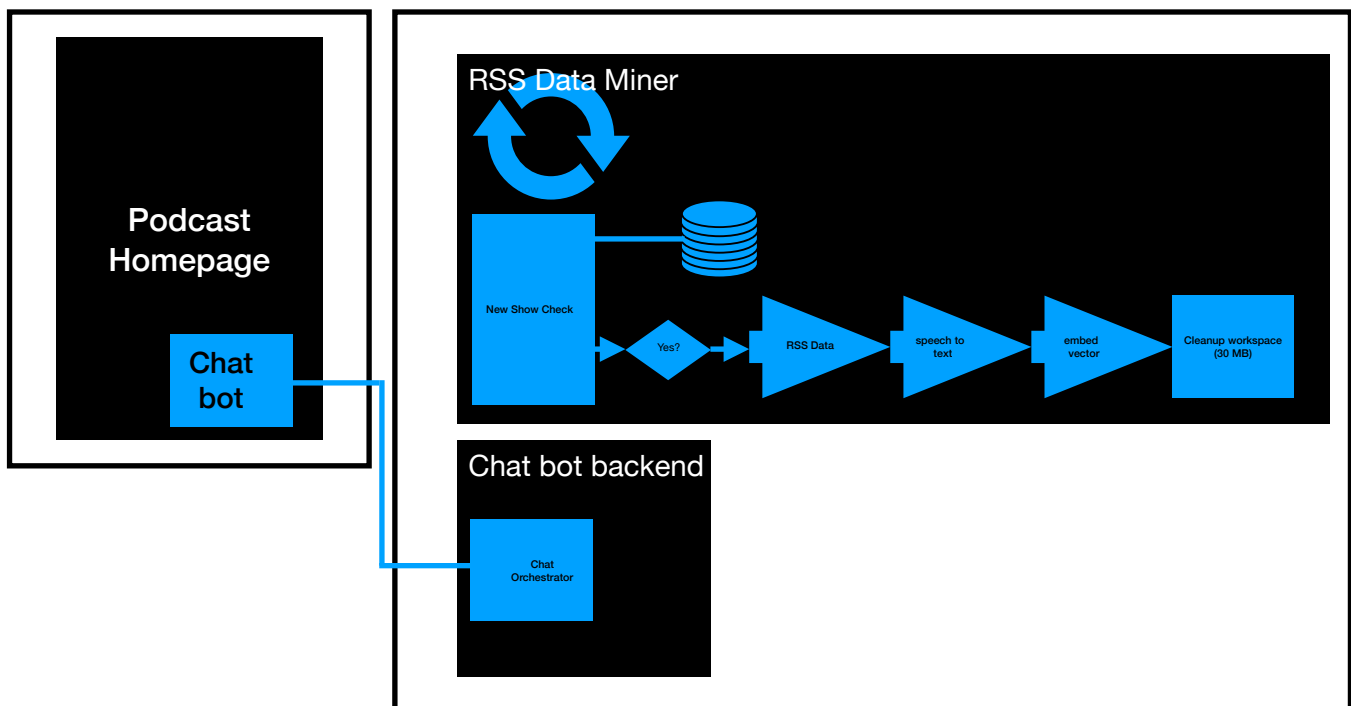 RSS Data Miner
Podcast
Homepage
New Show Check
Yes?
RSS Data
speech to
text
embed
vector
Cleanup workspace
(30 MB)
Chat
bot
Chat bot backend
Chat
Orchestrator